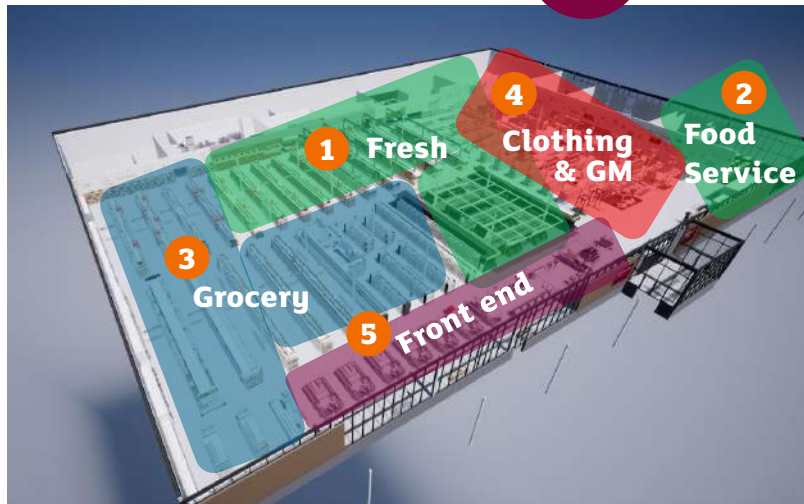 1 Fresh
4
Clothing
& GM
2
Food
Service
3
Grocery
5 Front end